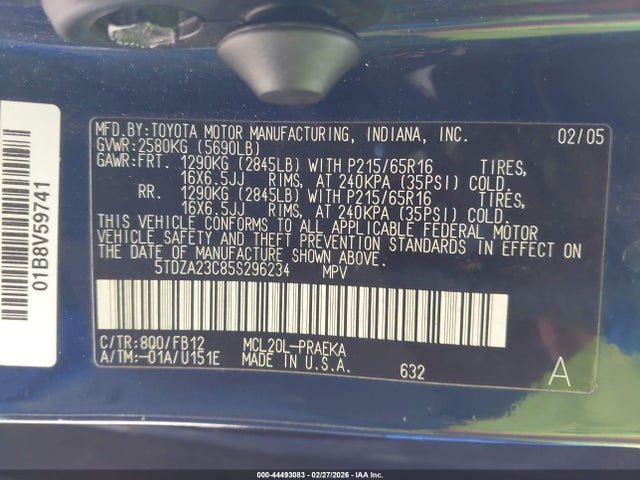 MFD.BY:TOYOTA MOTOR MANUFACTURING, INDIANA, INC. 02/05
GVWR:2580KG (5690LB)
GAWR:FRT. 1290KG (2845LB) WITH P215/65R16 TIRES,
16X6.5JJ RIMS, AT 240KPA (35PSI) COLD.
RR. 1290KG (2845LB) WITH P215/65R16 TIRES,
16X6.5JJ RIMS, AT 240KPA (35PSI) COLD.
THIS VEHICLE CONFORMS TO ALL APPLICABLE FEDERAL MOTOR
VEHICLE SAFETY AND THEFT PREVENTION STANDARDS IN EFFECT ON
THE DATE OF MANUFACTURE SHOWN ABOVE.
5TDZA23C85S296234 MPV
C/TR:8Q0/FB12 MCL20L-PRAEKA
A/TM:-01A/U151E MADE IN U.S.A. 632 A
01B8V59741
000-44493083 - 02/27/2026 - IAA Inc.